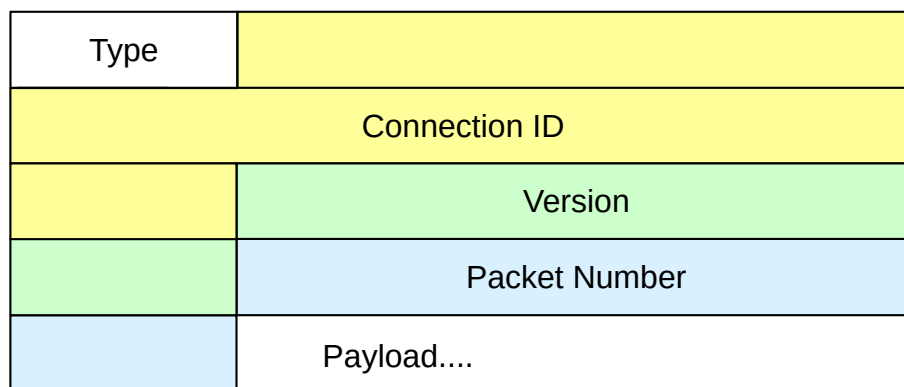 Type
Connection ID
Version
Packet Number
Payload....